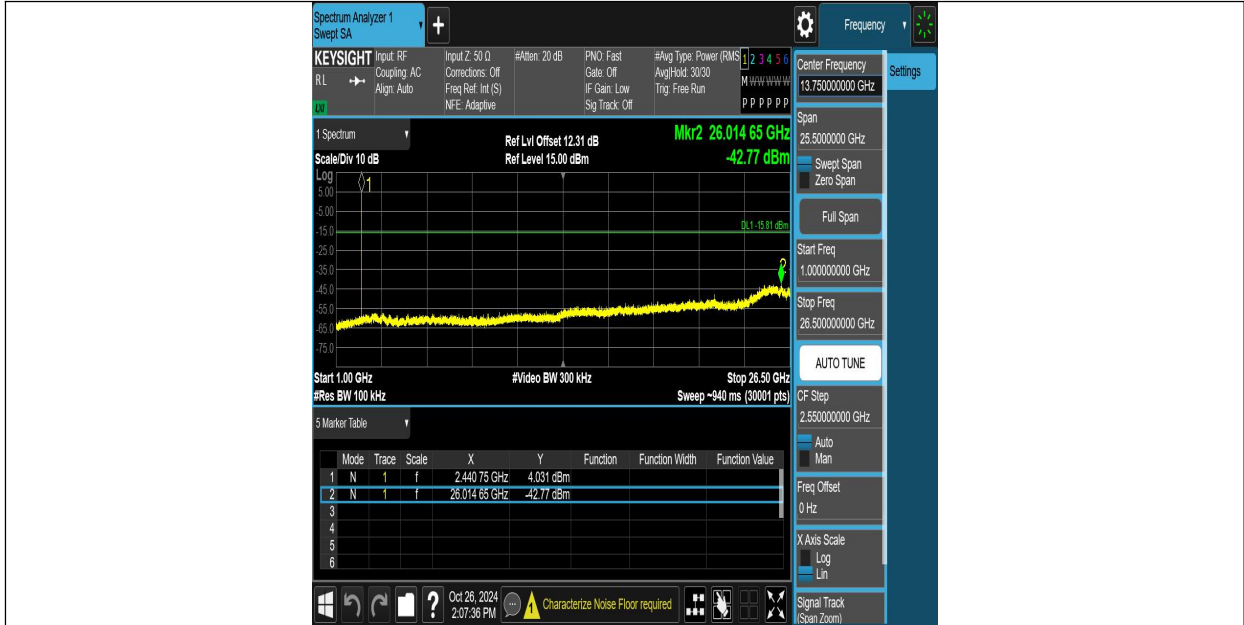 Spectrum Analyzer 1
Swept SA
+
Frequency
KEYSIGHT
RL
LXI
Input: RF
Coupling: AC
Align: Auto
Input Z: 50 Ω
Corrections: Off
Freq Ref: Int (S)
NFE: Adaptive
#Atten: 20 dB
PNO: Fast
Gate: Off
IF Gain: Low
Sig Track: Off
#Avg Type: Power (RMS
Avg|Hold: 30/30
Trig: Free Run
1 2 3 4 5 6
M W W W W W
P P P P P P
1 Spectrum
Scale/Div 10 dB
Ref Lvl Offset 12.31 dB
Ref Level 15.00 dBm
Mkr2 26.014 65 GHz
-42.77 dBm
Log
1
5.00
-5.00
-15.0
DL1 -15.81 dBm
-25.0
-35.0
2
-45.0
-55.0
-65.0
-75.0
Start 1.00 GHz
#Video BW 300 kHz
Stop 26.50 GHz
#Res BW 100 kHz
Sweep ~940 ms (30001 pts)
5 Marker Table
Mode Trace Scale X Y Function Function Width Function Value
1 N 1 f 2.440 75 GHz 4.031 dBm
2 N 1 f 26.014 65 GHz -42.77 dBm
3
4
5
6
?
Oct 26, 2024
2:07:36 PM
Characterize Noise Floor required
Center Frequency
13.750000000 GHz
Settings
Span
25.5000000 GHz
Swept Span
Zero Span
Full Span
Start Freq
1.000000000 GHz
Stop Freq
26.500000000 GHz
AUTO TUNE
CF Step
2.550000000 GHz
Auto
Man
Freq Offset
0 Hz
X Axis Scale
Log
Lin
Signal Track
(Span Zoom)